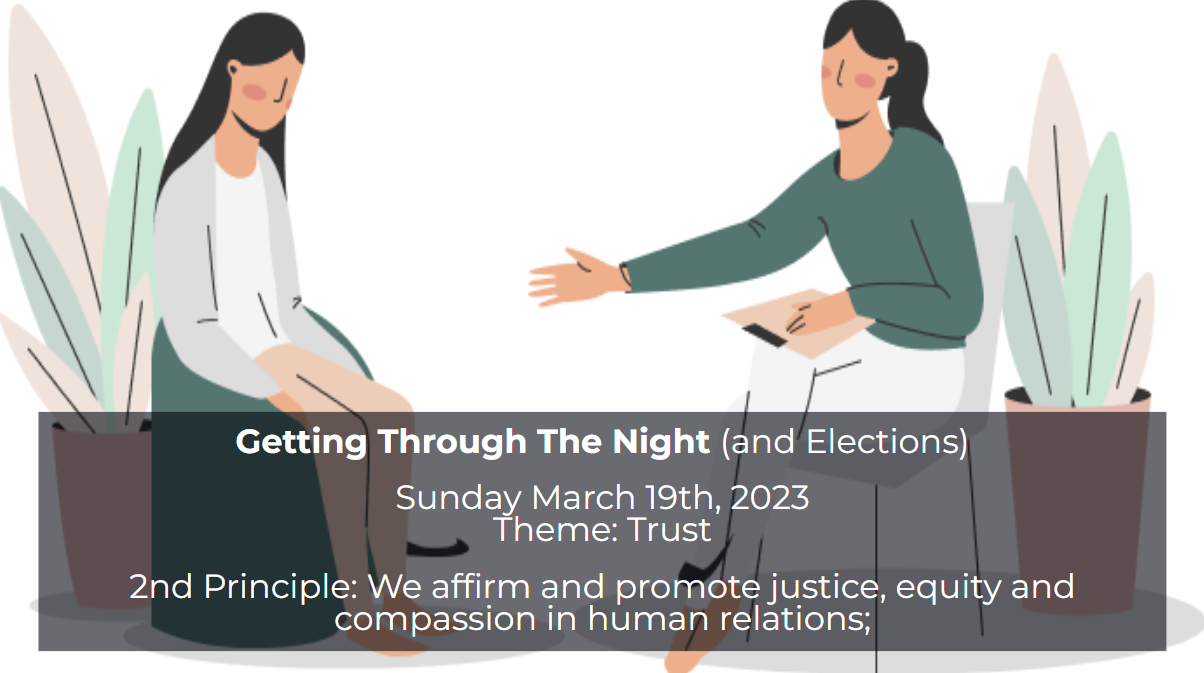 Getting Through The Night (and Elections)
Sunday March 19th, 2023
Theme: Trust
2nd Principle: We affirm and promote justice, equity and
compassion in human relations;